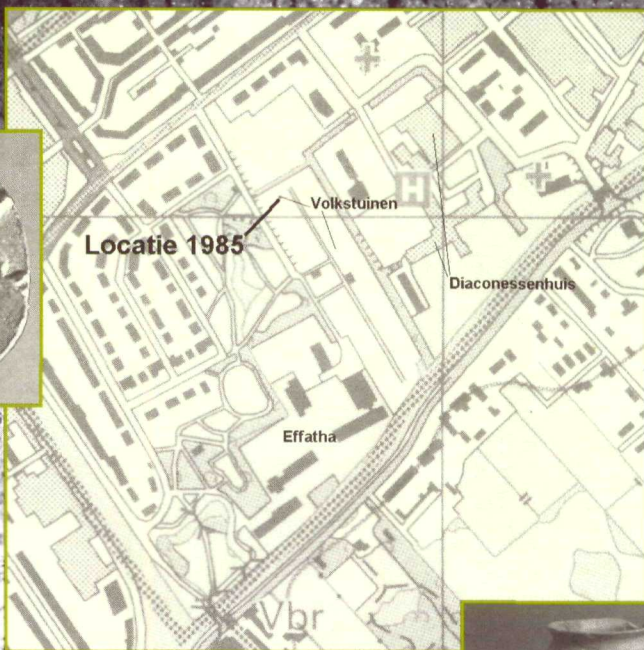 H
Volkstuinen
Locatie 1985
Diaconessenhuis
Effatha
Vbr